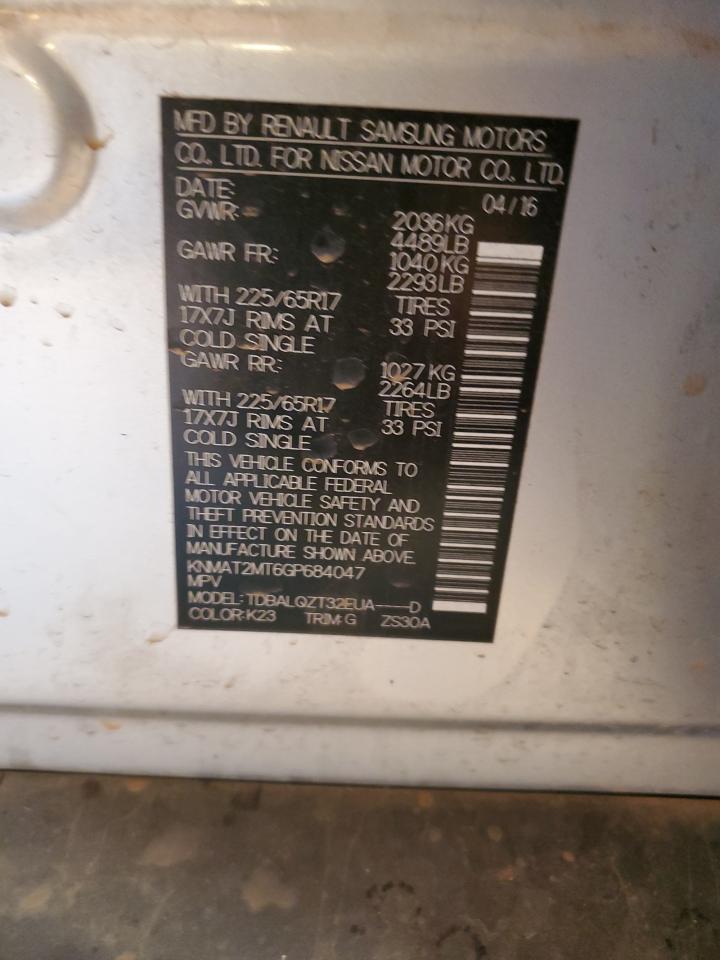 MFD BY RENAULT SAMSUNG MOTORS
CO., LTD. FOR NISSAN MOTOR CO., LTD.
DATE: 04/16
GVWR: 2036KG
4489LB
GAWR FR: 1040KG
2293LB
WITH 225/65R17 TIRES
17X7J RIMS AT 33 PSI
COLD SINGLE
GAWR RR: 1027KG
2264LB
WITH 225/65R17 TIRES
17X7J RIMS AT 33 PSI
COLD SINGLE
THIS VEHICLE CONFORMS TO
ALL APPLICABLE FEDERAL
MOTOR VEHICLE SAFETY AND
THEFT PREVENTION STANDARDS
IN EFFECT ON THE DATE OF
MANUFACTURE SHOWN ABOVE.
KNMAT2MT6GP684047
MPV
MODEL: TDBALQZT32EUA----D
COLOR:K23 TRIM:G ZS30A